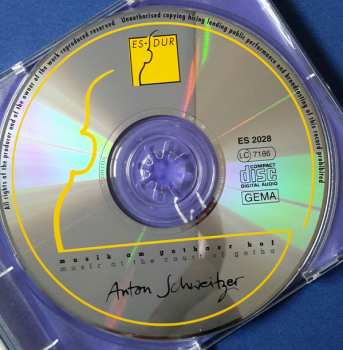 All rights of the producer and of the owner of the work reproduced reserved. Unauthorised copying hiring lending public performance and broadcasting of this record prohibited
ES-DUR
ES 2028
LC 7186
COMPACT
disc
DIGITAL AUDIO
GEMA
musik am gothaer hof
music at the court of gotha
Anton Schweitzer